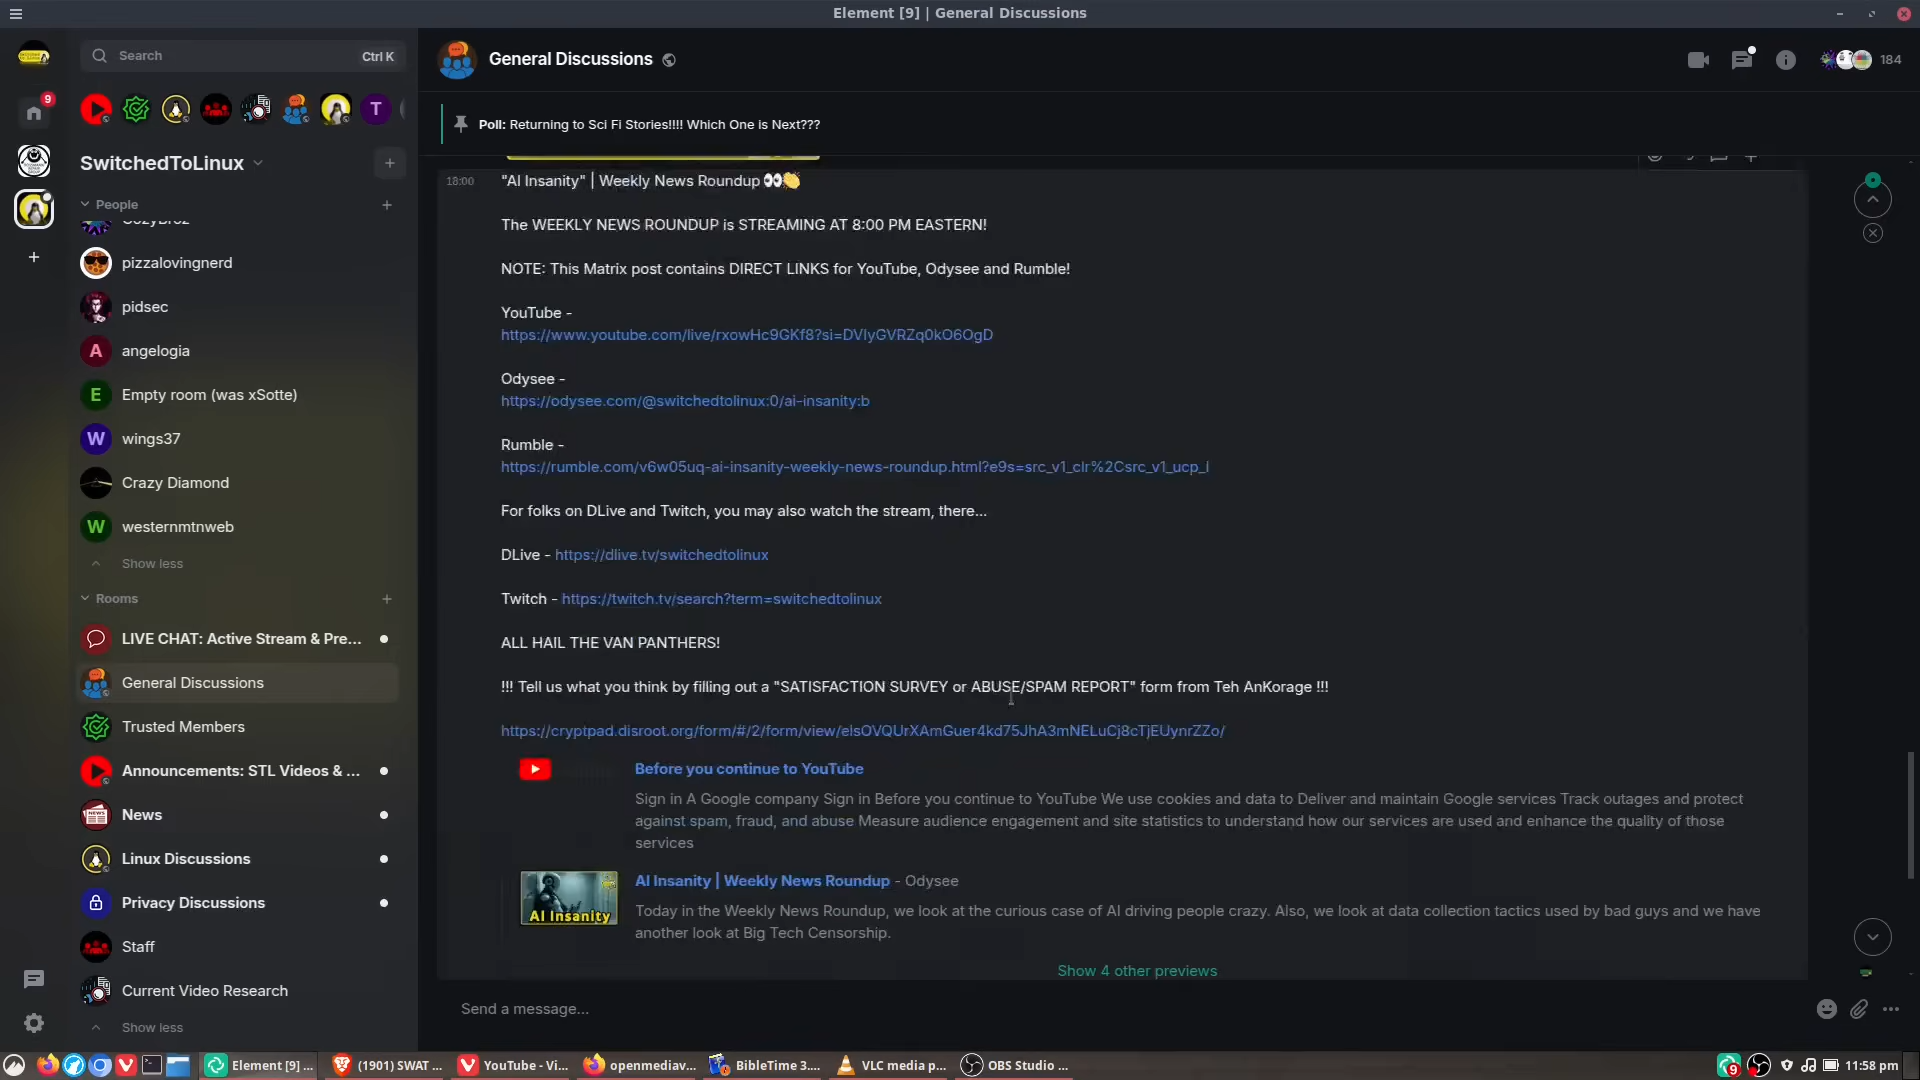 Element [9] | General Discussions
Search
Ctrl K
9
T
SwitchedToLinux
People
CozyBroz
pizzalovingnerd
pidsec
A
angelogia
E
Empty room (was xSotte)
W
wings37
Crazy Diamond
W
westernmtnweb
Show less
Rooms
LIVE CHAT: Active Stream & Pre...
General Discussions
Trusted Members
Announcements: STL Videos & ...
News
Linux Discussions
Privacy Discussions
Staff
Current Video Research
Show less
General Discussions
184
Poll: Returning to Sci Fi Stories!!!! Which One is Next???
18:00
"AI Insanity" | Weekly News Roundup 👀👏
The WEEKLY NEWS ROUNDUP is STREAMING AT 8:00 PM EASTERN!
NOTE: This Matrix post contains DIRECT LINKS for YouTube, Odysee and Rumble!
YouTube -
https://www.youtube.com/live/rxowHc9GKf8?si=DVIyGVRZq0kO6OgD
Odysee -
https://odysee.com/@switchedtolinux:0/ai-insanity:b
Rumble -
https://rumble.com/v6w05uq-ai-insanity-weekly-news-roundup.html?e9s=src_v1_clr%2Csrc_v1_ucp_l
For folks on DLive and Twitch, you may also watch the stream, there...
DLive - https://dlive.tv/switchedtolinux
Twitch - https://twitch.tv/search?term=switchedtolinux
ALL HAIL THE VAN PANTHERS!
!!! Tell us what you think by filling out a "SATISFACTION SURVEY or ABUSE/SPAM REPORT" form from Teh AnKorage !!!
https://cryptpad.disroot.org/form/#/2/form/view/elsOVQUrXAmGuer4kd75JhA3mNELuCj8cTjEUynrZZo/
Before you continue to YouTube
Sign in A Google company Sign in Before you continue to YouTube We use cookies and data to Deliver and maintain Google services Track outages and protect
against spam, fraud, and abuse Measure audience engagement and site statistics to understand how our services are used and enhance the quality of those
services
AI Insanity
AI Insanity | Weekly News Roundup - Odysee
Today in the Weekly News Roundup, we look at the curious case of AI driving people crazy. Also, we look at data collection tactics used by bad guys and we have
another look at Big Tech Censorship.
Show 4 other previews
Send a message...
Element [9] ...
(1901) SWAT ...
YouTube - Vi...
openmediav...
BibleTime 3....
VLC media p...
OBS Studio ...
9
11:58 pm